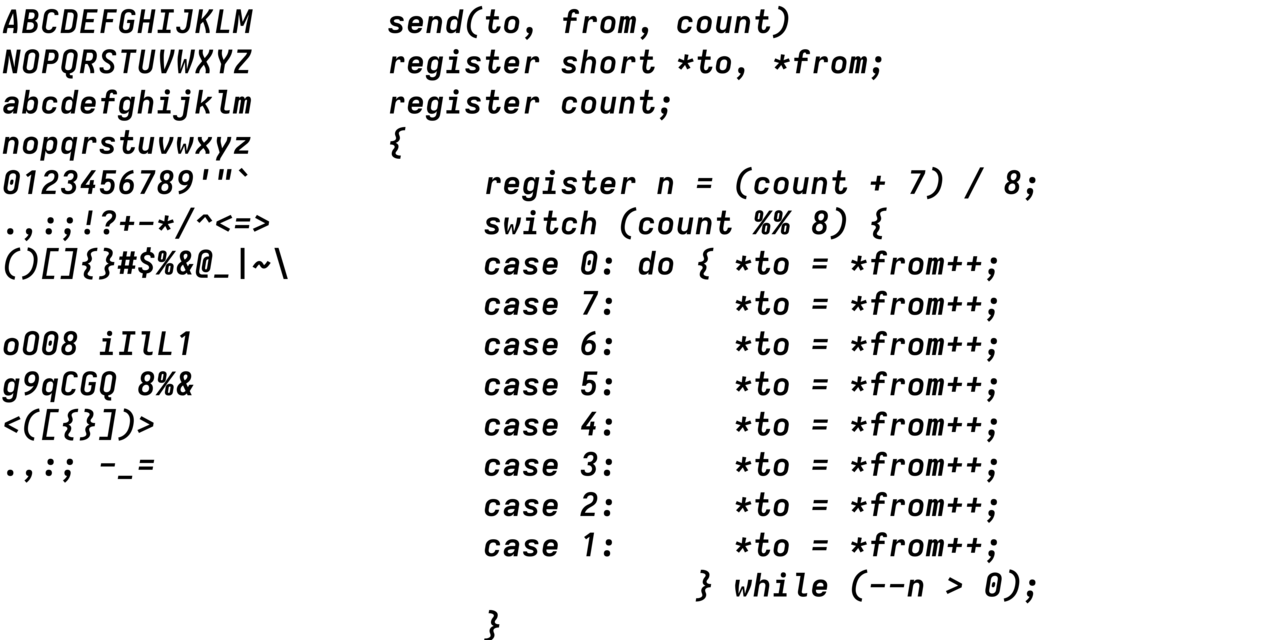 ABCDEFGHIJKLM       send(to, from, count)
NOPQRSTUVWXYZ       register short *to, *from;
abcdefghijklm       register count;
nopqrstuvwxyz       {
0123456789'"`            register n = (count + 7) / 8;
.,:;!?+-*/^<=>           switch (count %% 8) {
()[]{}#$%&@_|~\          case 0: do { *to = *from++;
                         case 7:      *to = *from++;
oO08 iIlL1               case 6:      *to = *from++;
g9qCGQ 8%&               case 5:      *to = *from++;
<([{}])>                 case 4:      *to = *from++;
.,:; -_=                 case 3:      *to = *from++;
                         case 2:      *to = *from++;
                         case 1:      *to = *from++;
                                    } while (--n > 0);
                         }